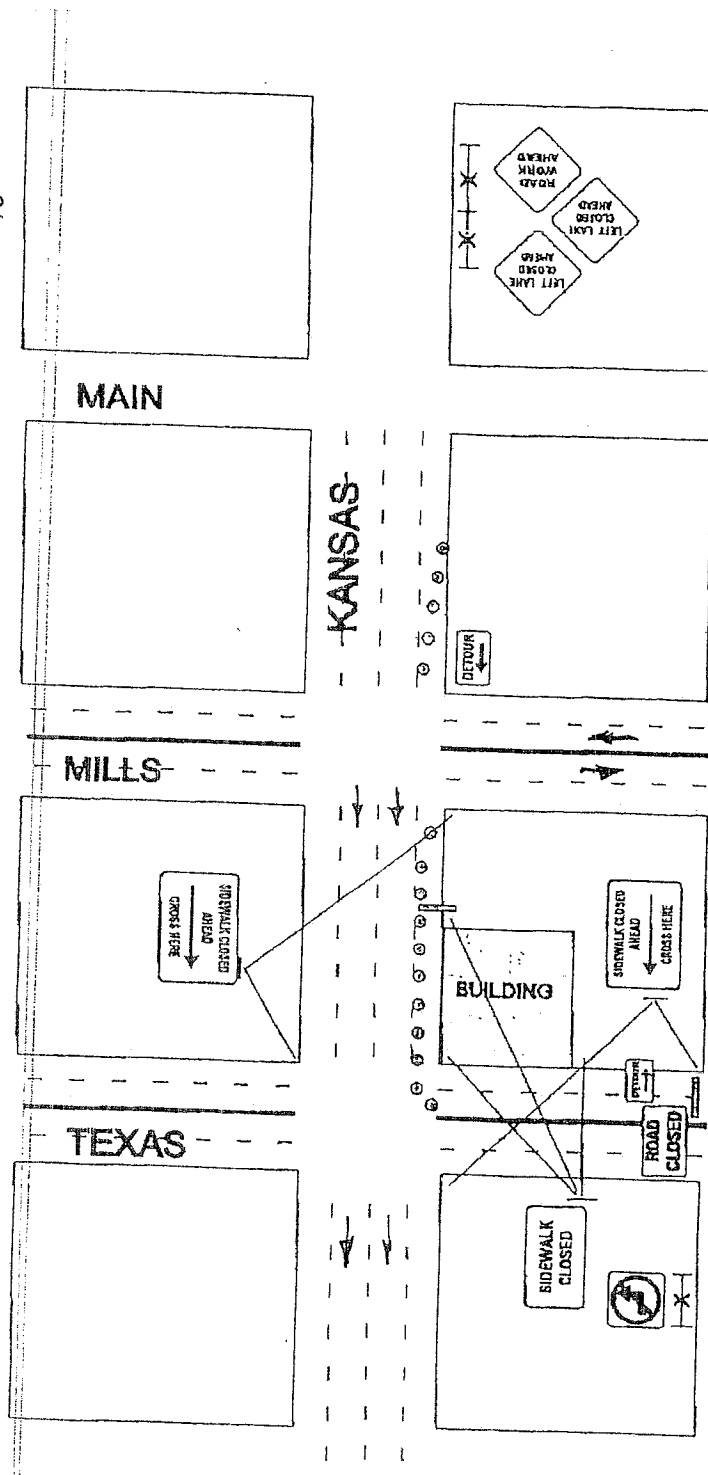 ROAD
WORK
AHEAD
LEFT LANE
CLOSED
AHEAD
LEFT LANE
CLOSED
AHEAD
MAIN
KANSAS
DETOUR
MILLS
SIDEWALK CLOSED
AHEAD
CROSS HERE
SIDEWALK CLOSED
AHEAD
CROSS HERE
BUILDING
DETOUR
ROAD
CLOSED
TEXAS
SIDEWALK
CLOSED